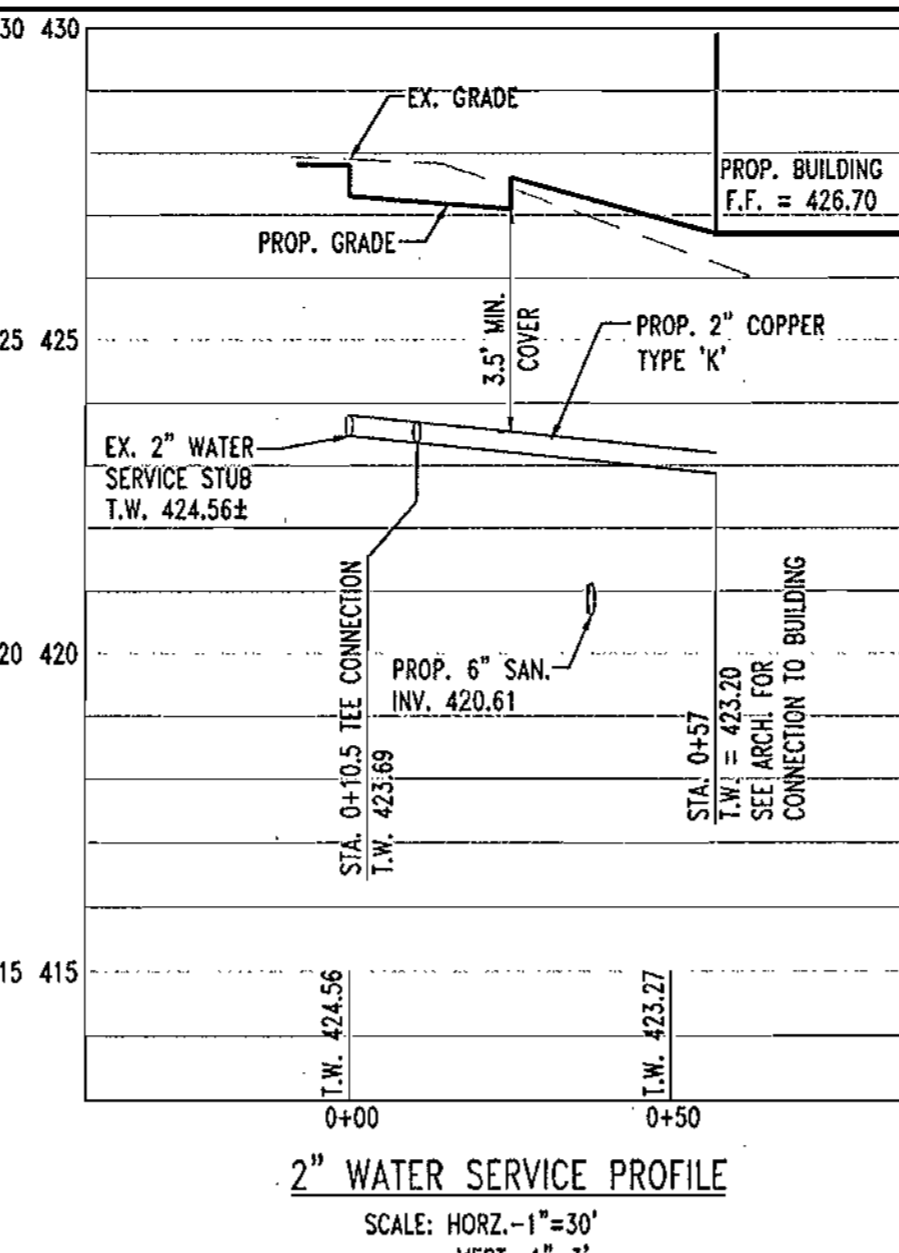 30 430
EX. GRADE
PROP. BUILDING
F.F. = 426.70
PROP. GRADE
25 425
3.5' MIN.
COVER
PROP. 2" COPPER
TYPE 'K'
EX. 2" WATER
SERVICE STUB
T.W. 424.56±
20 420
PROP. 6" SAN.
INV. 420.61
STA. 0+10.5 TEE CONNECTION
T.W. 423.69
STA. 0+57
T.W. = 423.20
SEE ARCH. FOR
CONNECTION TO BUILDING
15 415
T.W. 424.56
T.W. 423.27
0+00 0+50
2" WATER SERVICE PROFILE
SCALE: HORZ.-1"=30'